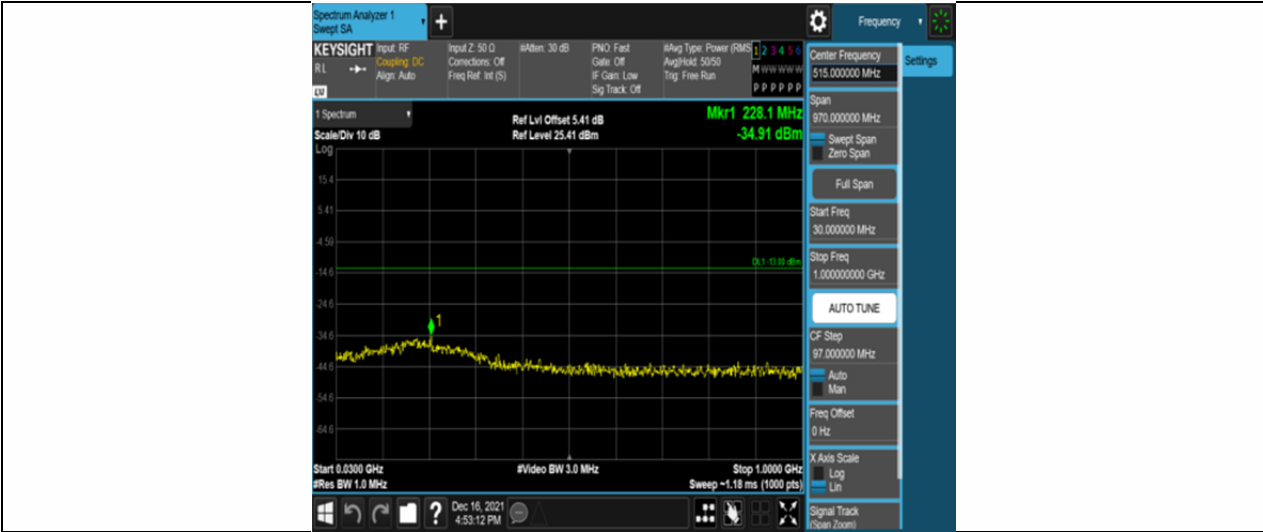 Spectrum Analyzer 1
Swept SA
Frequency
KEYSIGHT
RL
LV
Input: RF
Coupling: DC
Align: Auto
Input Z: 50 Ω
Corrections: Off
Freq Ref: Int (S)
#Atten: 30 dB
PNO: Fast
Gate: Off
IF Gain: Low
Sig Track: Off
#Avg Type: Power (RMS
Avg|Hold: 50/50
Trig: Free Run
1 2 3 4 5 6
M W W W W W
P P P P P P
1 Spectrum
Scale/Div 10 dB
Log
Ref Lvl Offset 5.41 dB
Ref Level 25.41 dBm
Mkr1 228.1 MHz
-34.91 dBm
15.4
5.41
-4.59
DL1 -13.00 dBm
-14.6
-24.6
1
-34.6
-44.6
-54.6
-64.6
Start 0.0300 GHz
#Res BW 1.0 MHz
#Video BW 3.0 MHz
Stop 1.0000 GHz
Sweep ~1.18 ms (1000 pts)
Dec 16, 2021
4:53:12 PM
Center Frequency
515.000000 MHz
Settings
Span
970.000000 MHz
Swept Span
Zero Span
Full Span
Start Freq
30.000000 MHz
Stop Freq
1.000000000 GHz
AUTO TUNE
CF Step
97.000000 MHz
Auto
Man
Freq Offset
0 Hz
X Axis Scale
Log
Lin
Signal Track
(Span Zoom)